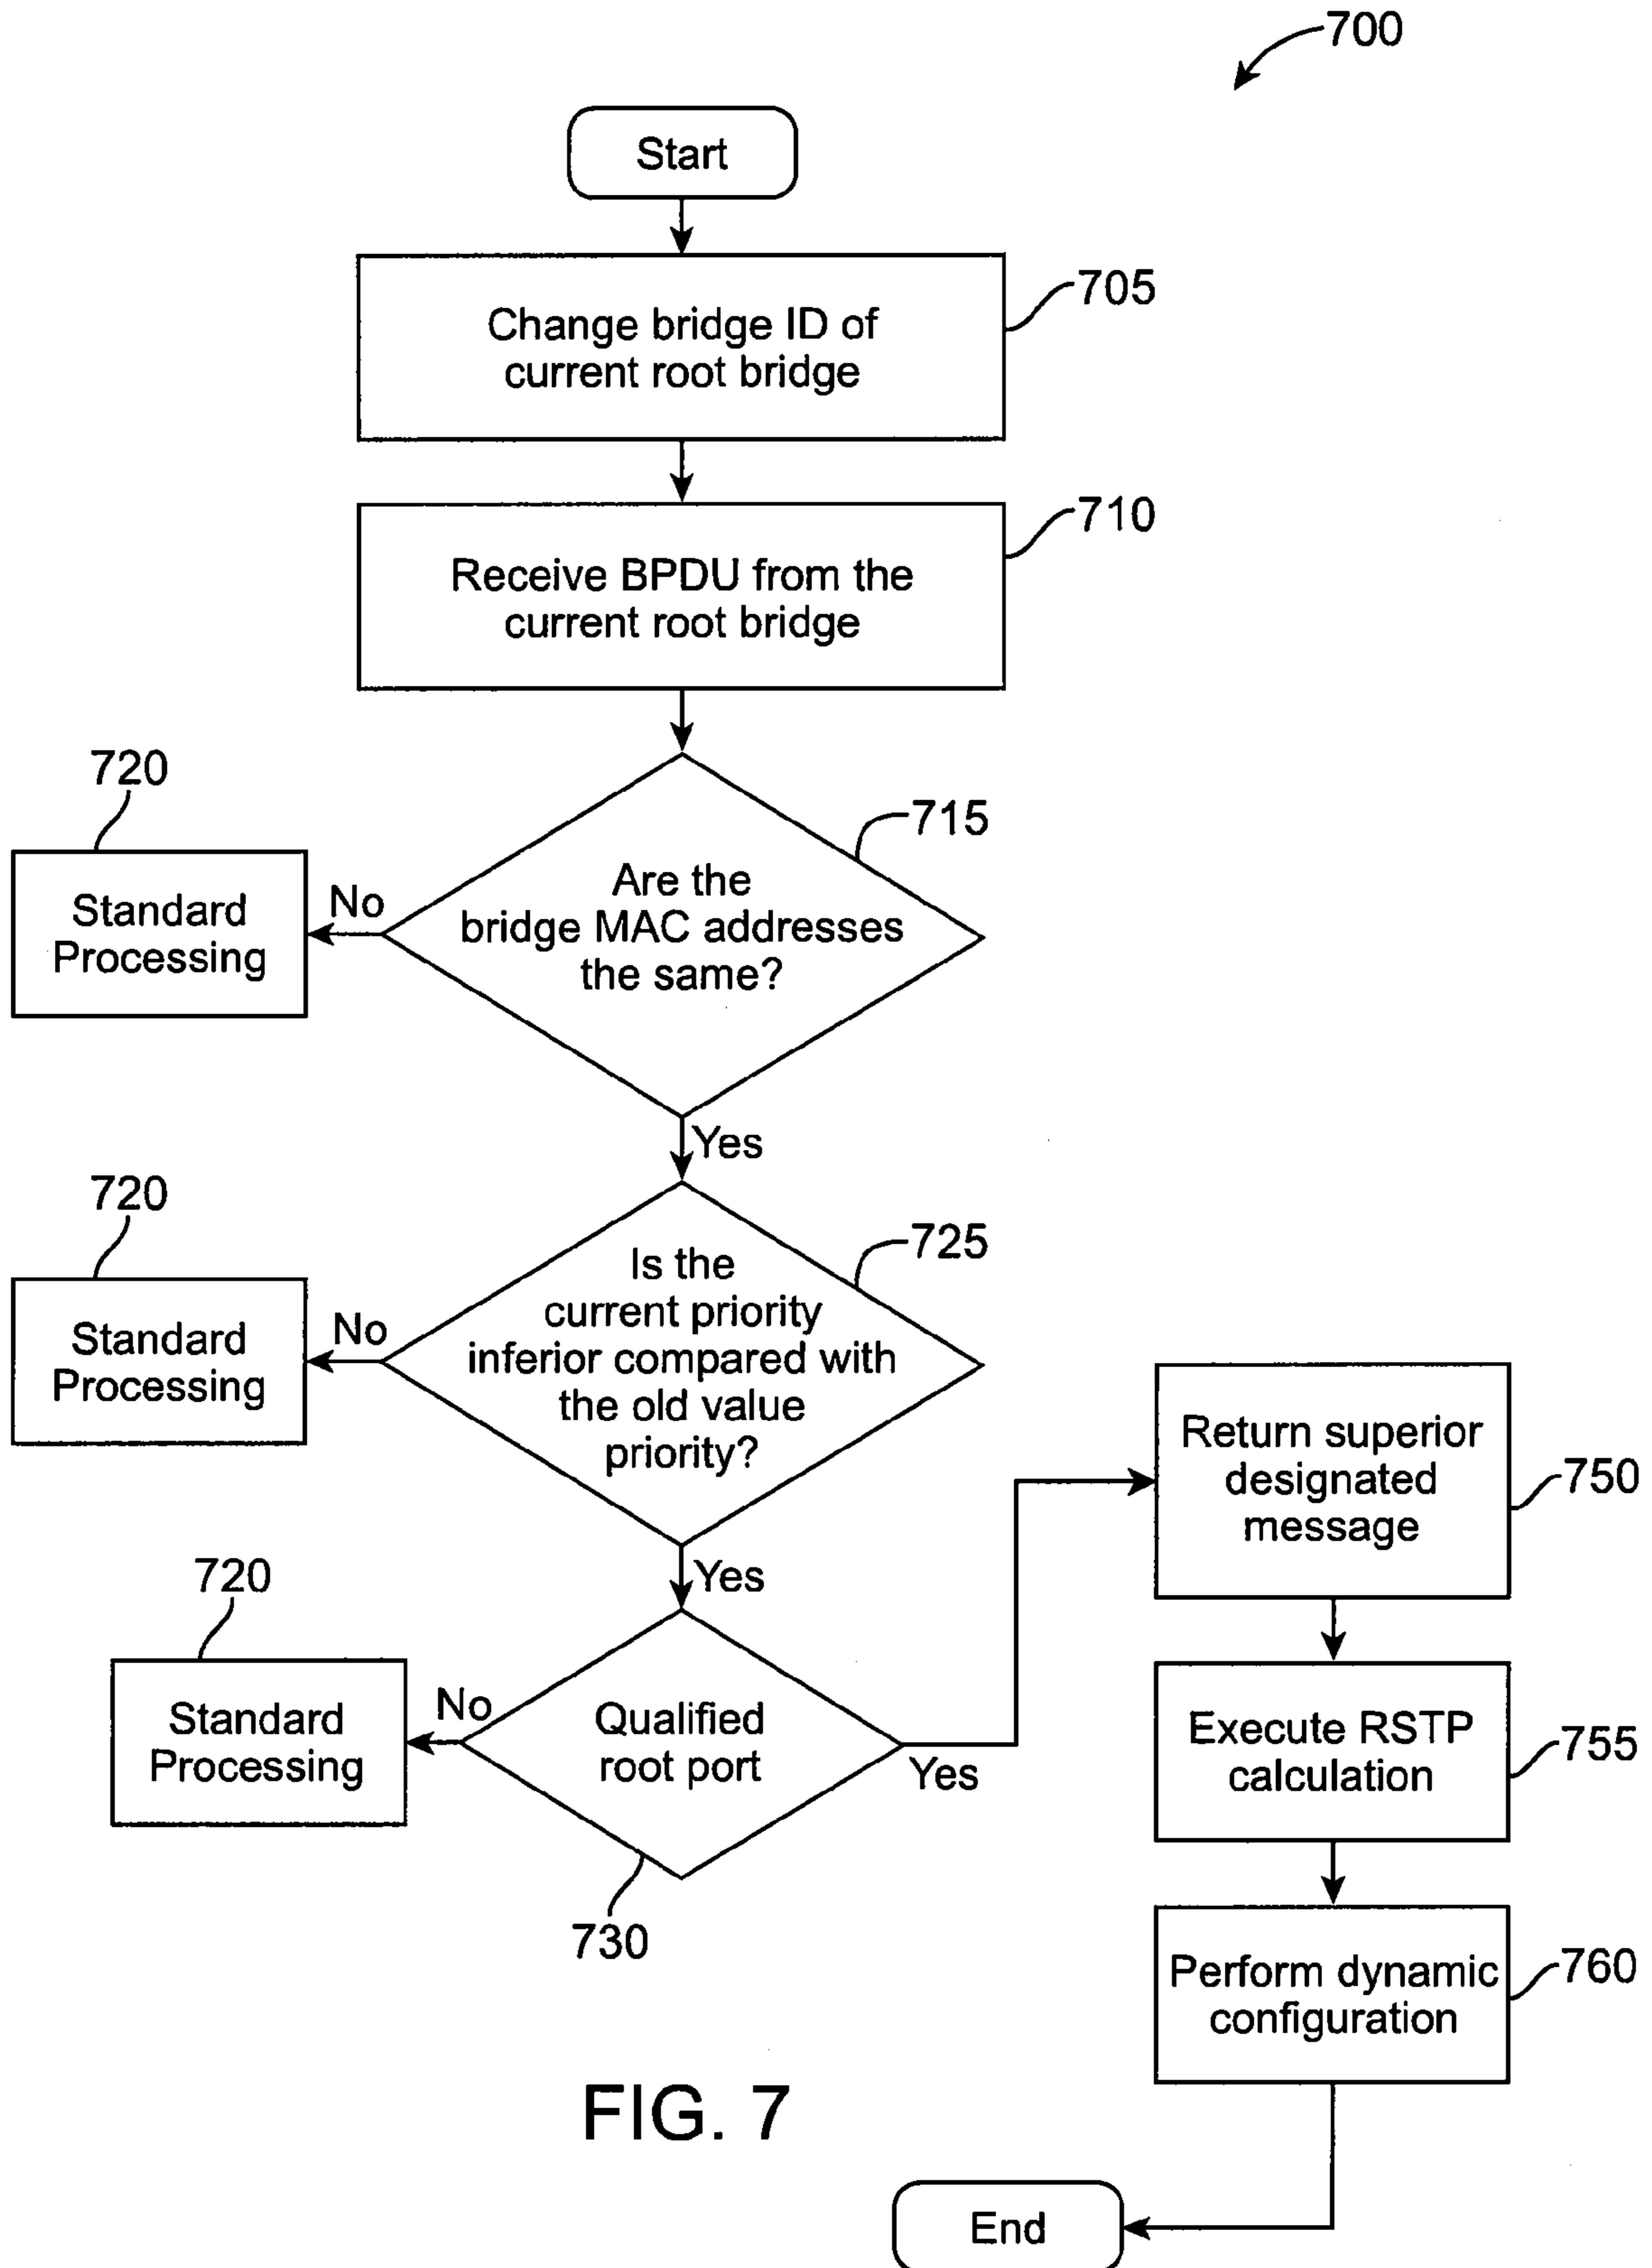 700
Start
705
Change bridge ID of
current root bridge
710
Receive BPDU from the
current root bridge
720
715
Are the
bridge MAC addresses
the same?
No
Standard
Processing
Yes
720
725
Is the
current priority
inferior compared with
the old value
priority?
No
Standard
Processing
Yes
720
Qualified
root port
No
Standard
Processing
Yes
730
Return superior
designated
message
750
Execute RSTP
calculation
755
Perform dynamic
configuration
760
FIG. 7
End